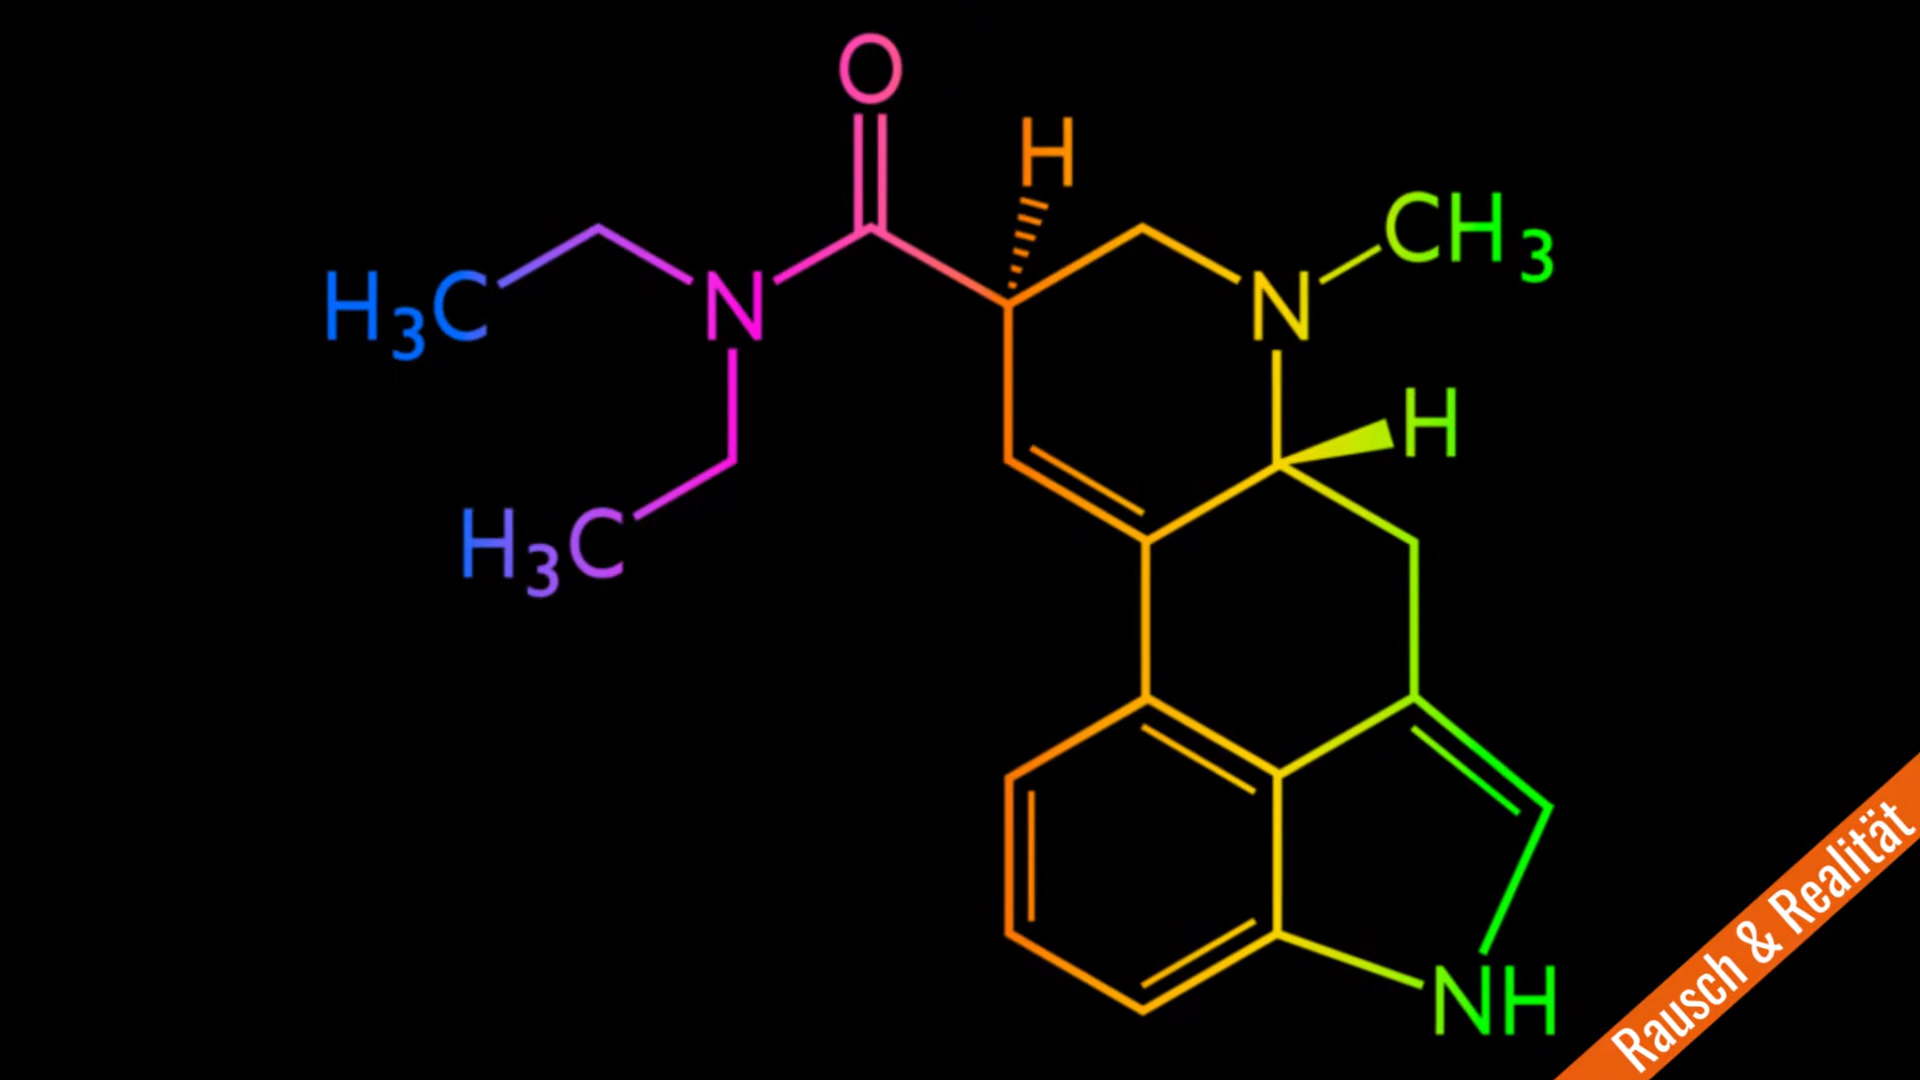 O
H
CH3
H3C
N
N
H
H3C
NH
Rausch & Realität